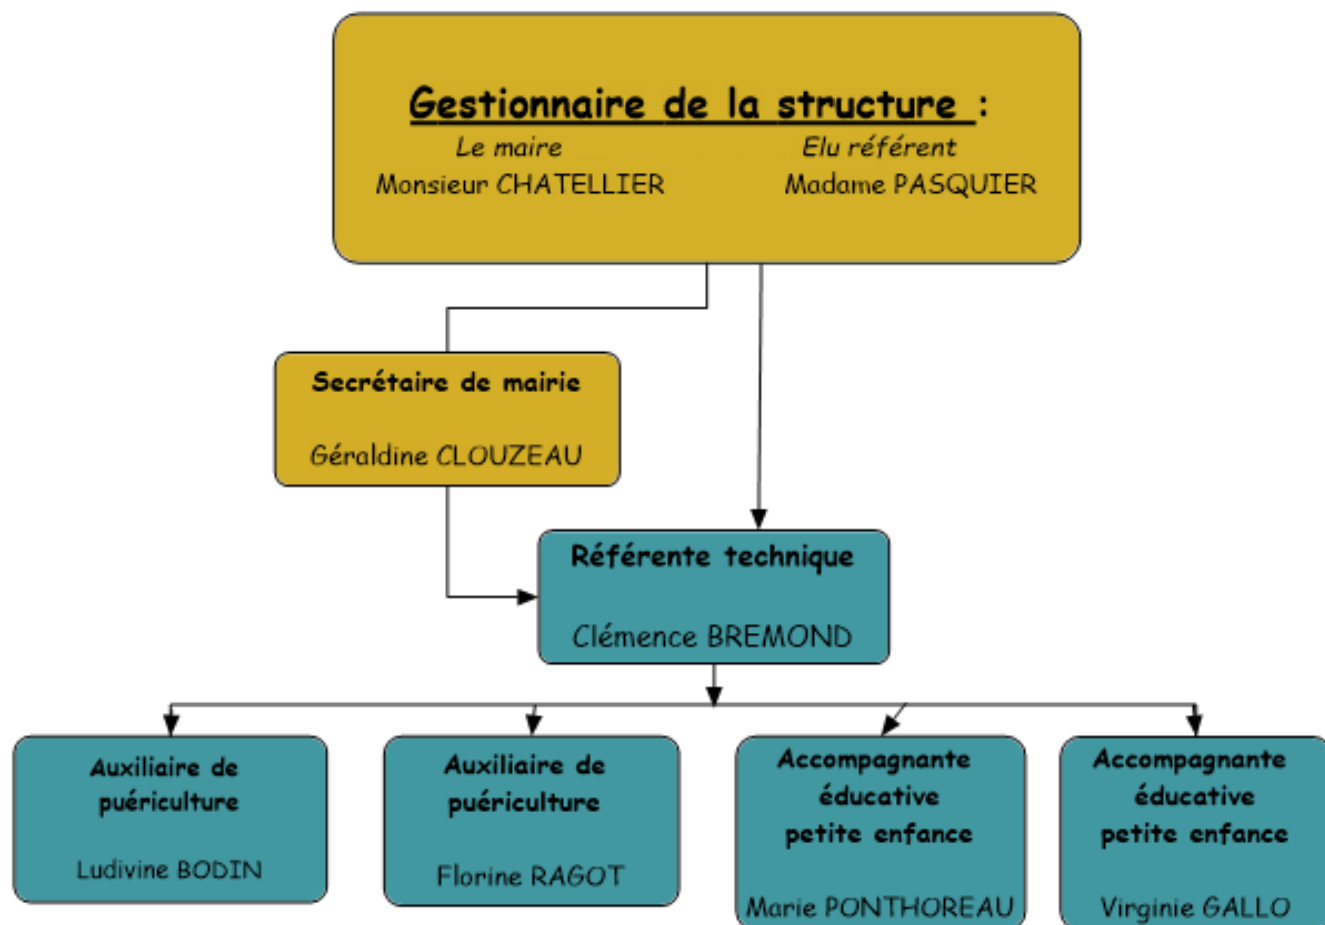 Gestionnaire de la structure :
Le maire Elu référent
Monsieur CHATELLIER Madame PASQUIER
Secrétaire de mairie
Géraldine CLOUZEAU
Référente technique
Clémence BREMOND
Auxiliaire de
puériculture
Ludivine BODIN
Auxiliaire de
puériculture
Florine RAGOT
Accompagnante
éducative
petite enfance
Marie PONTHOREAU
Accompagnante
éducative
petite enfance
Virginie GALLO